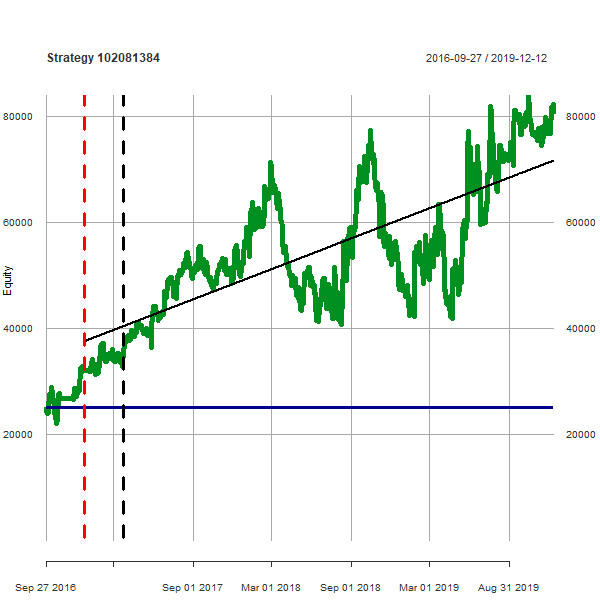 Strategy 102081384
2016-09-27 / 2019-12-12
80000
80000
60000
60000
Equity
40000
40000
20000
20000
Sep 27 2016
Sep 01 2017
Mar 01 2018
Sep 01 2018
Mar 01 2019
Aug 31 2019